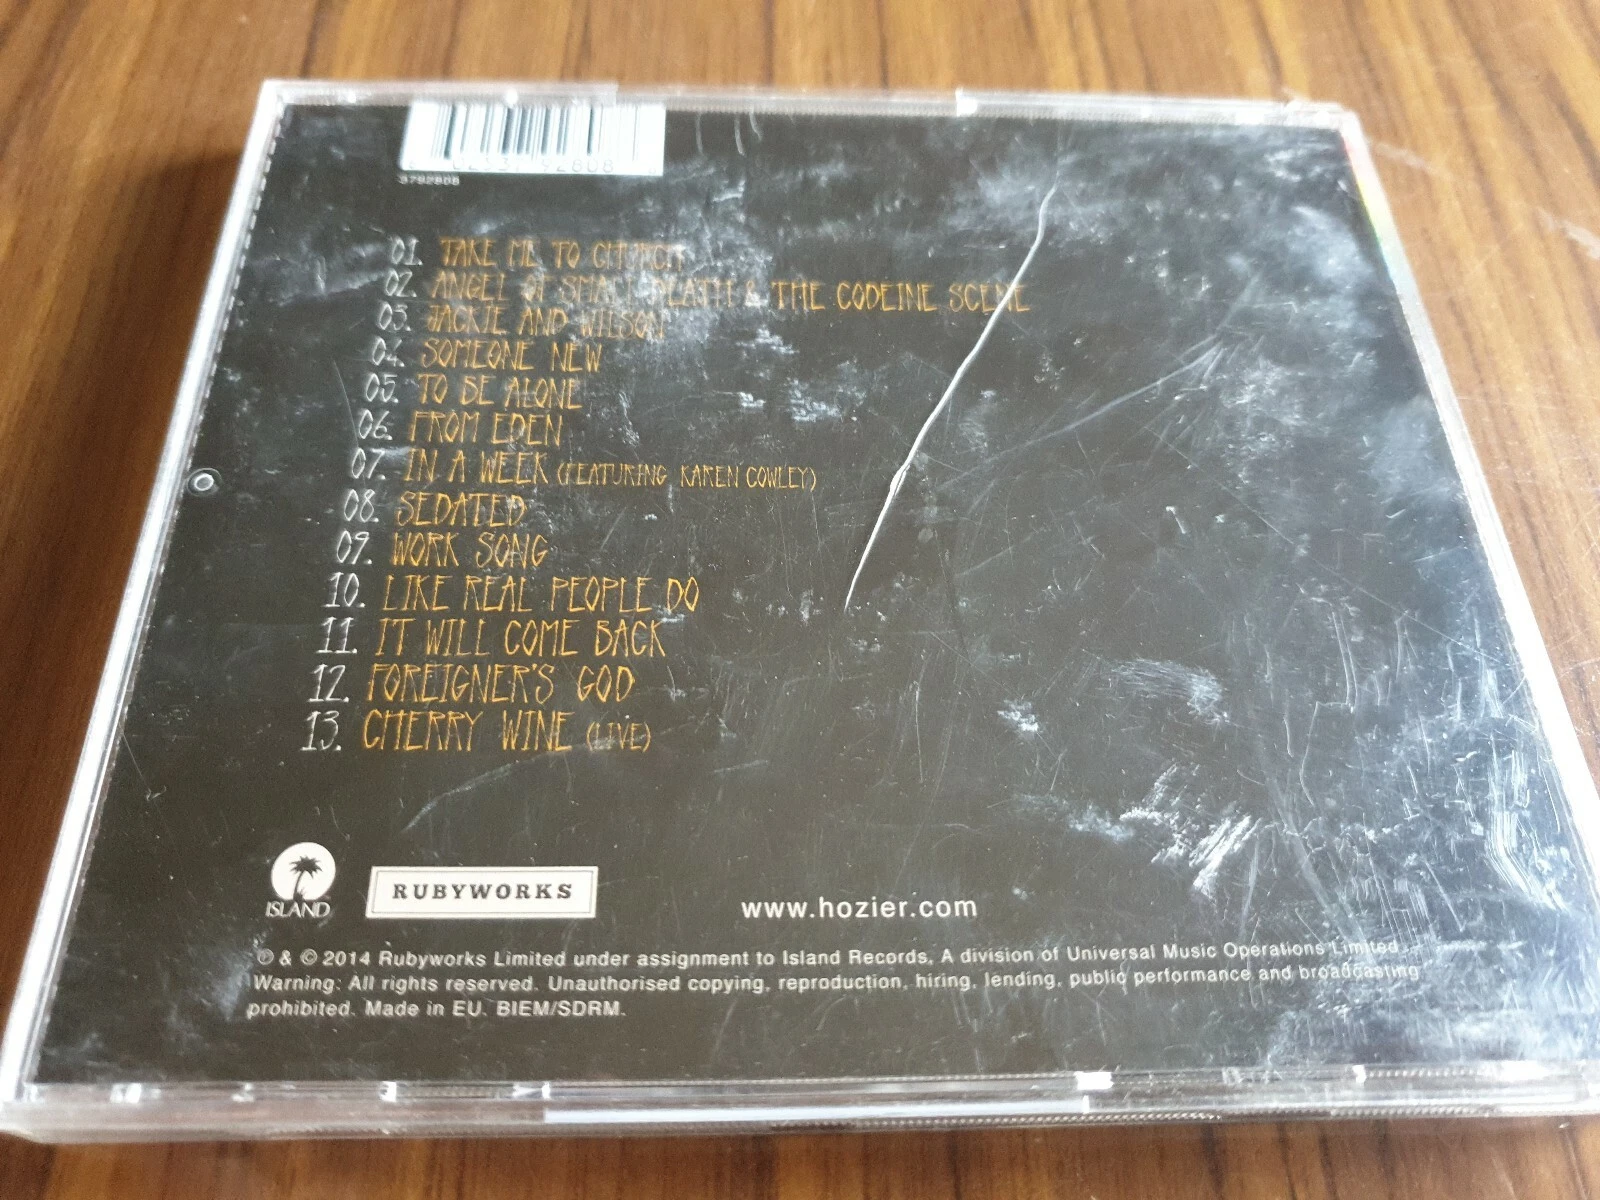 3792808
01. TAKE ME TO CHURCH
02. ANGEL OF SMALL DEATH & THE CODEINE SCENE
03. JACKIE AND WILSON
04. SOMEONE NEW
05. TO BE ALONE
06. FROM EDEN
07. IN A WEEK (FEATURING KAREN COWLEY)
08. SEDATED
09. WORK SONG
10. LIKE REAL PEOPLE DO
11. IT WILL COME BACK
12. FOREIGNER'S GOD
13. CHERRY WINE (LIVE)
ISLAND
RUBYWORKS
www.hozier.com
℗ & © 2014 Rubyworks Limited under assignment to Island Records, A division of Universal Music Operations Limited.
Warning: All rights reserved. Unauthorised copying, reproduction, hiring, lending, public performance and broadcasting
prohibited. Made in EU. BIEM/SDRM.